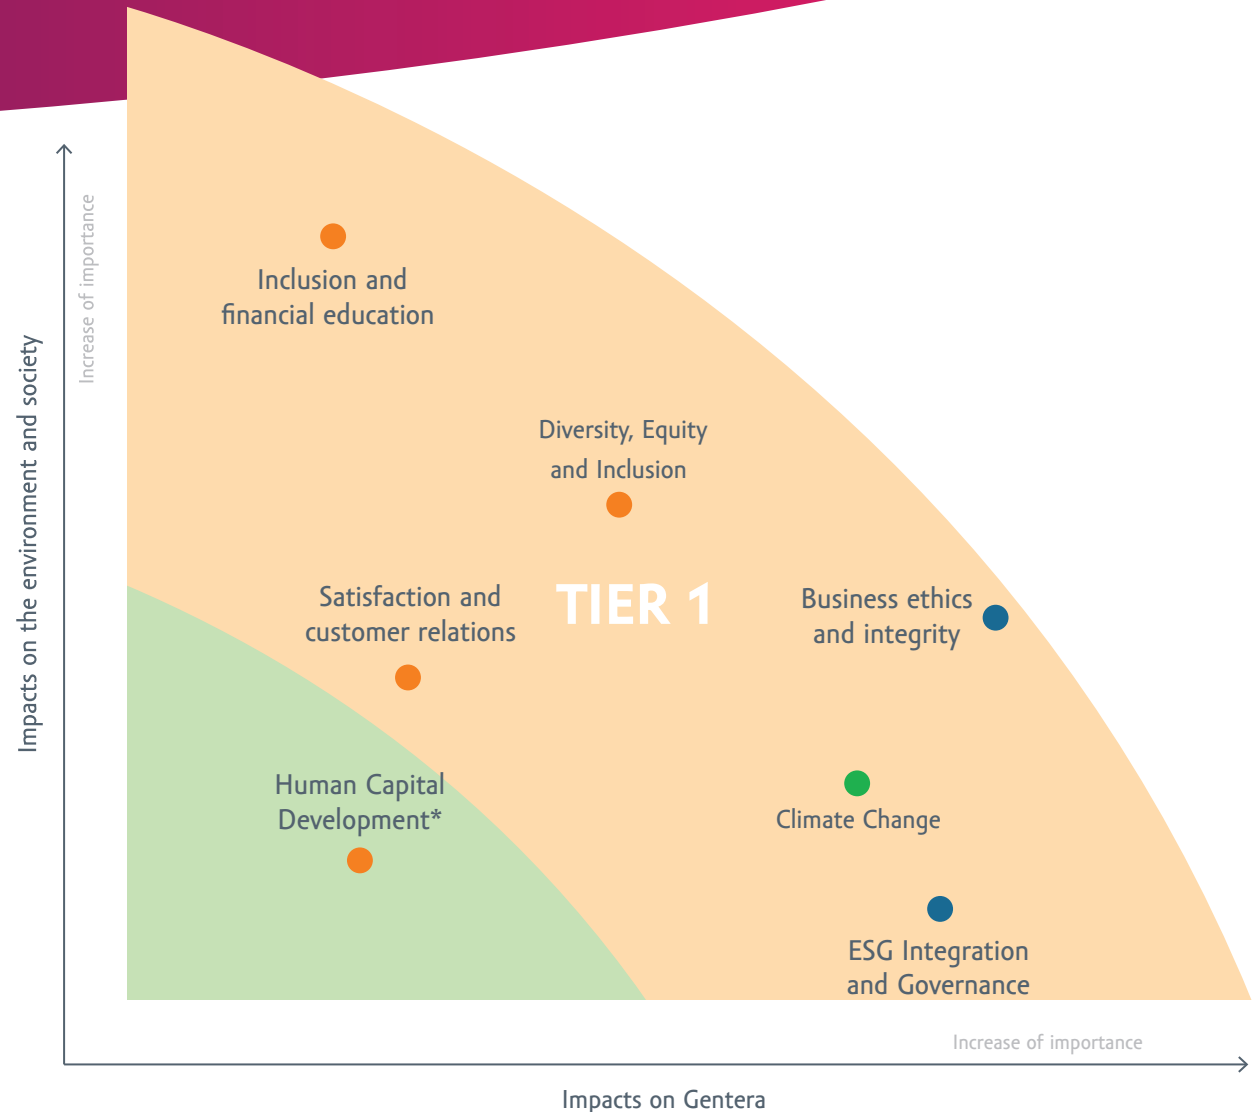 Increase of importance
Impacts on the environment and society
Inclusion and
financial education
Diversity, Equity
and Inclusion
TIER 1
Satisfaction and
customer relations
Business ethics
and integrity
Human Capital
Development*
Climate Change
ESG Integration
and Governance
Increase of importance
Impacts on Gentera